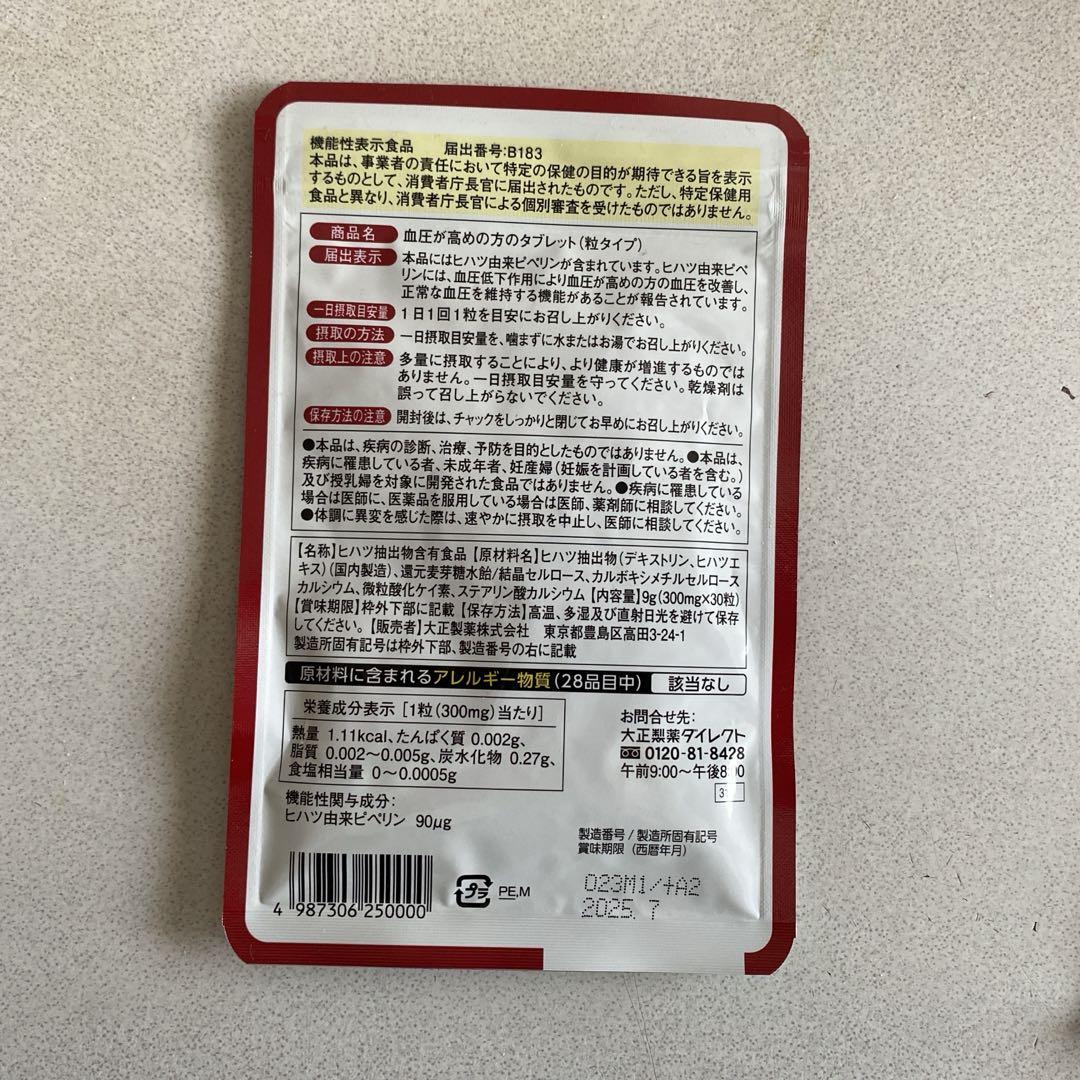 機能性表示食品 届出番号:B183
本品は、事業者の責任において特定の保健の目的が期待できる旨を表示
するものとして、消費者庁長官に届出されたものです。ただし、特定保健用
食品と異なり、消費者庁長官による個別審査を受けたものではありません。
商品名 血圧が高めの方のタブレット(粒タイプ)
届出表示 本品にはヒハツ由来ピペリンが含まれています。ヒハツ由来ピペ
リンには、血圧低下作用により血圧が高めの方の血圧を改善し、
正常な血圧を維持する機能があることが報告されています。
一日摂取目安量 1日1回1粒を目安にお召し上がりください。
摂取の方法 一日摂取目安量を、噛まずに水またはお湯でお召し上がりください。
摂取上の注意 多量に摂取することにより、より健康が増進するものでは
ありません。一日摂取目安量を守ってください。乾燥剤は
誤って召し上がらないでください。
保存方法の注意 開封後は、チャックをしっかりと閉じてお早めにお召し上がりください。
●本品は、疾病の診断、治療、予防を目的としたものではありません。●本品は、
疾病に罹患している者、未成年者、妊産婦(妊娠を計画している者を含む。)
及び授乳婦を対象に開発された食品ではありません。●疾病に罹患している
場合は医師に、医薬品を服用している場合は医師、薬剤師に相談してください。
●体調に異変を感じた際は、速やかに摂取を中止し、医師に相談してください。
【名称】ヒハツ抽出物含有食品 【原材料名】ヒハツ抽出物(デキストリン、ヒハツエ
キス)(国内製造)、還元麦芽糖水飴/結晶セルロース、カルボキシメチルセルロース
カルシウム、微粒酸化ケイ素、ステアリン酸カルシウム 【内容量】9g(300mg×30粒)
【賞味期限】枠外下部に記載 【保存方法】高温、多湿及び直射日光を避けて保存
してください。【販売者】大正製薬株式会社 東京都豊島区高田3-24-1
製造所固有記号は枠外下部、製造番号の右に記載
原材料に含まれるアレルギー物質(28品目中) 該当なし
栄養成分表示 [1粒(300mg)当たり]
熱量 1.11kcal、たんぱく質 0.002g、
脂質 0.002〜0.005g、炭水化物 0.27g、
食塩相当量 0〜0.0005g
お問合せ先:
大正製薬ダイレクト
0120-81-8428
午前9:00〜午後8:00
機能性関与成分:
ヒハツ由来ピペリン 90μg
製造番号/製造所固有記号
賞味期限 (西暦年月)
プラ PE,M
4 987306 250000
023M1/+A2
2025. 7